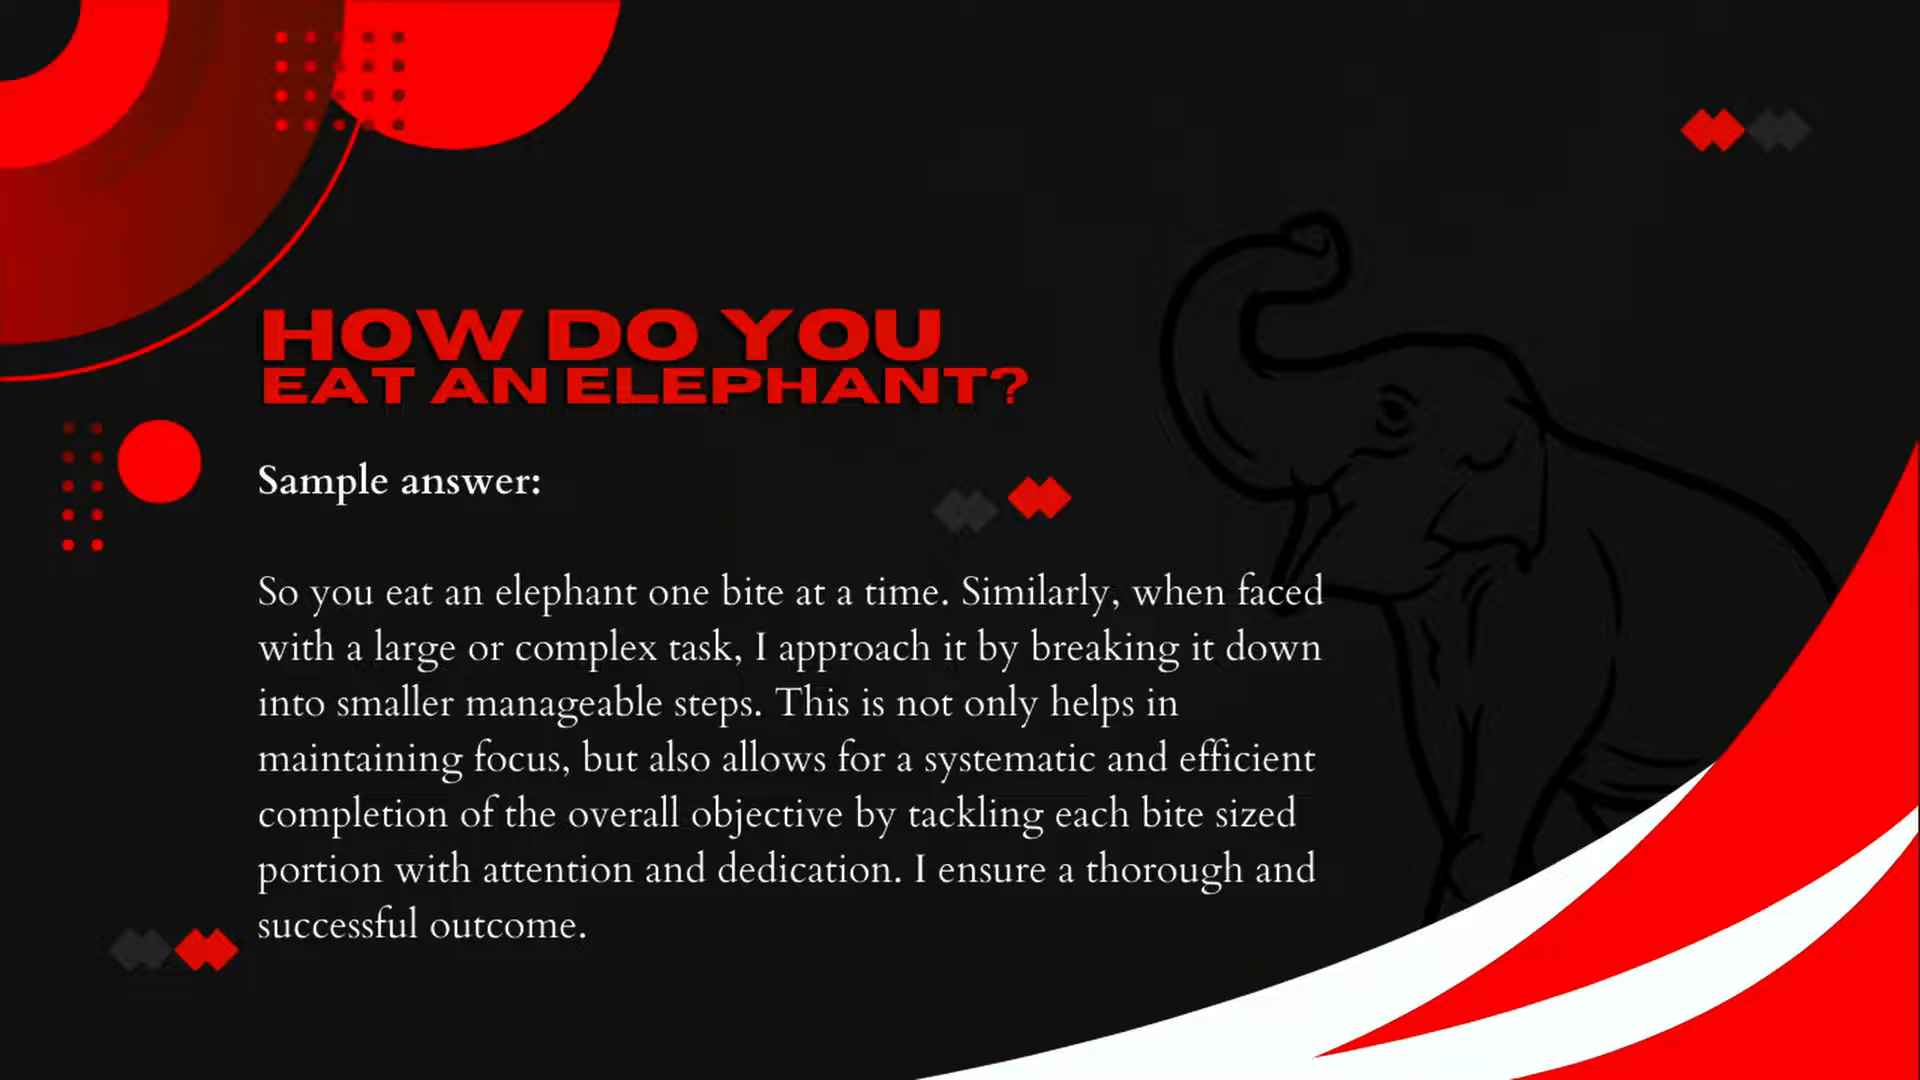 HOW DO YOU
EAT AN ELEPHANT?
Sample answer:
So you eat an elephant one bite at a time. Similarly, when faced
with a large or complex task, I approach it by breaking it down
into smaller manageable steps. This is not only helps in
maintaining focus, but also allows for a systematic and efficient
completion of the overall objective by tackling each bite sized
portion with attention and dedication. I ensure a thorough and
successful outcome.